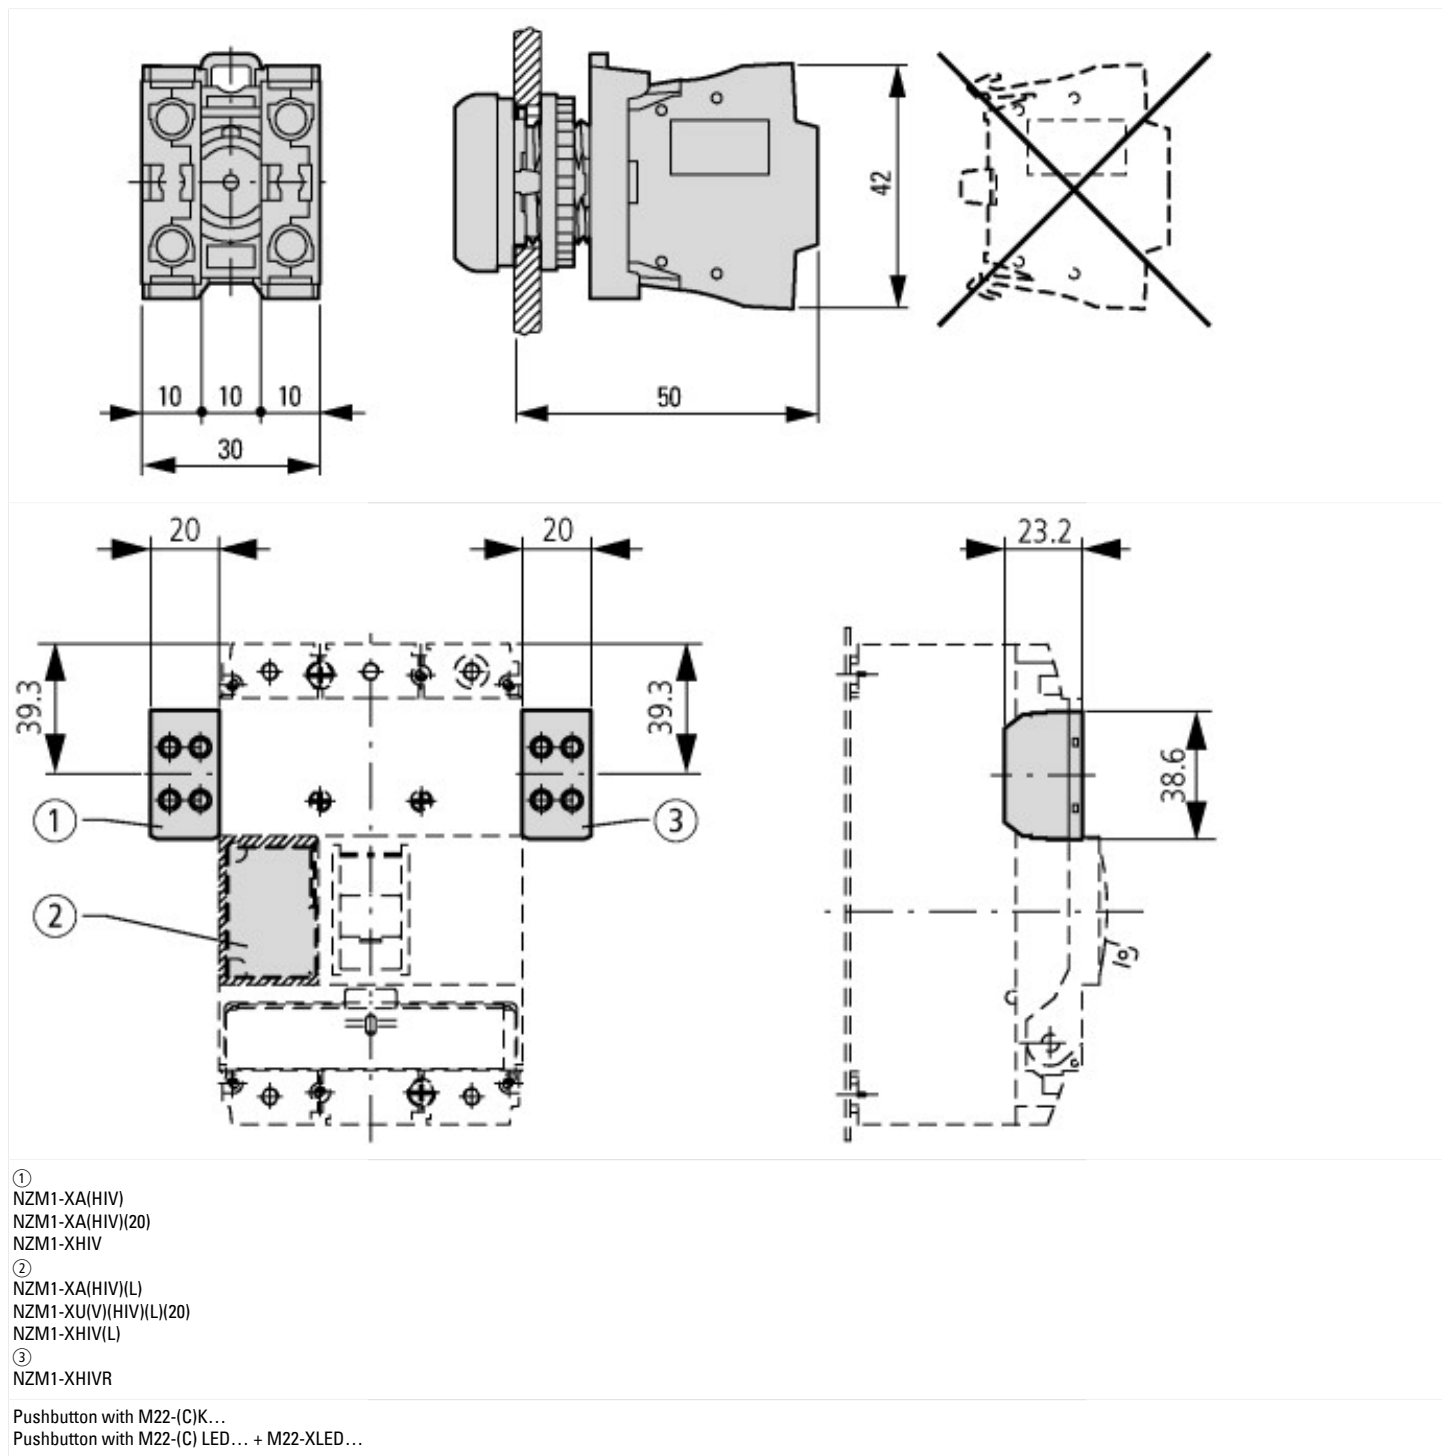 42
10 10 10
30
50
20
20
23.2
39.3
39.3
38.6
1
3
2
①
NZM1-XA(HIV)
NZM1-XA(HIV)(20)
NZM1-XHIV
②
NZM1-XA(HIV)(L)
NZM1-XU(V)(HIV)(L)(20)
NZM1-XHIV(L)
③
NZM1-XHIVR
Pushbutton with M22-(C)K…
Pushbutton with M22-(C) LED… + M22-XLED…